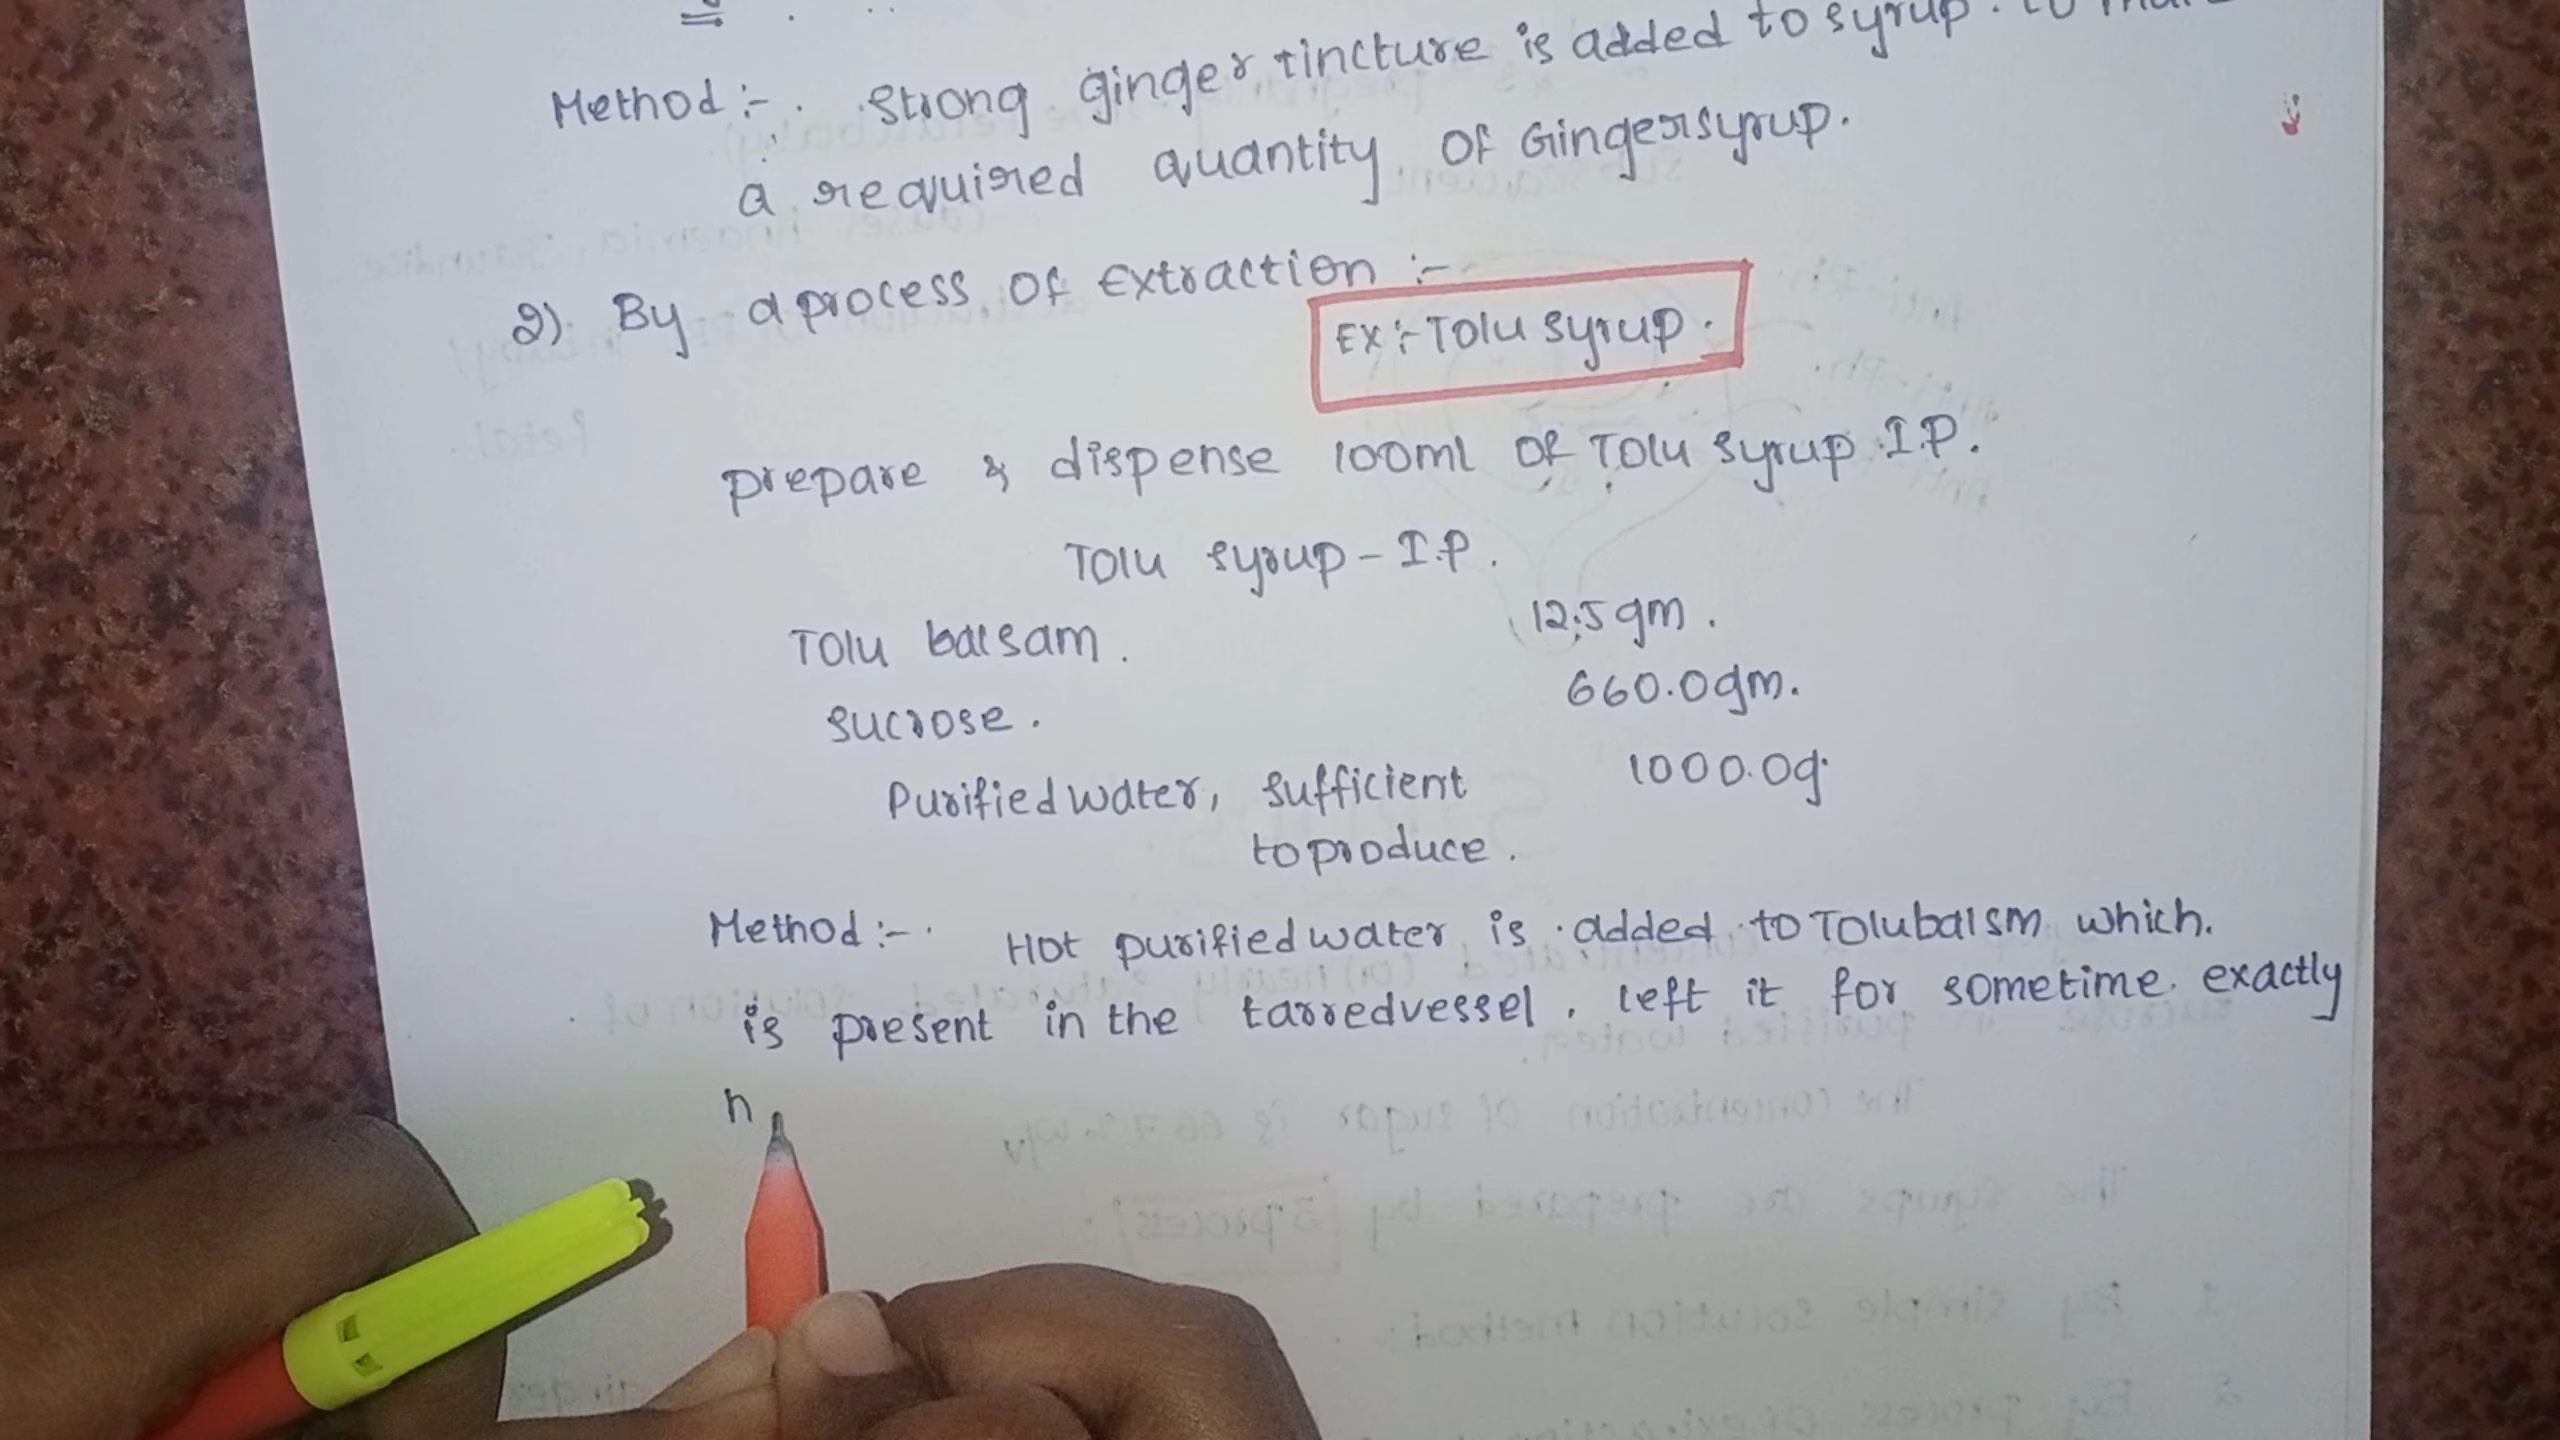 Method :- . Strong ginger tincture is added to syrup. to
a required quantity of Gingersyrup.
2) By a process of Extraction :-
EX :- Tolu syrup.
prepare & dispense 100ml of Tolu syrup I.P.
Tolu syrup - I.P.
Tolu balsam. 12.5 gm.
sucrose. 660.0gm.
Purified water, sufficient 1000.0g.
to produce.
Method :- . Hot purified water is added to Tolubalsm which.
is present in the tarredvessel. left it for sometime. exactly
h